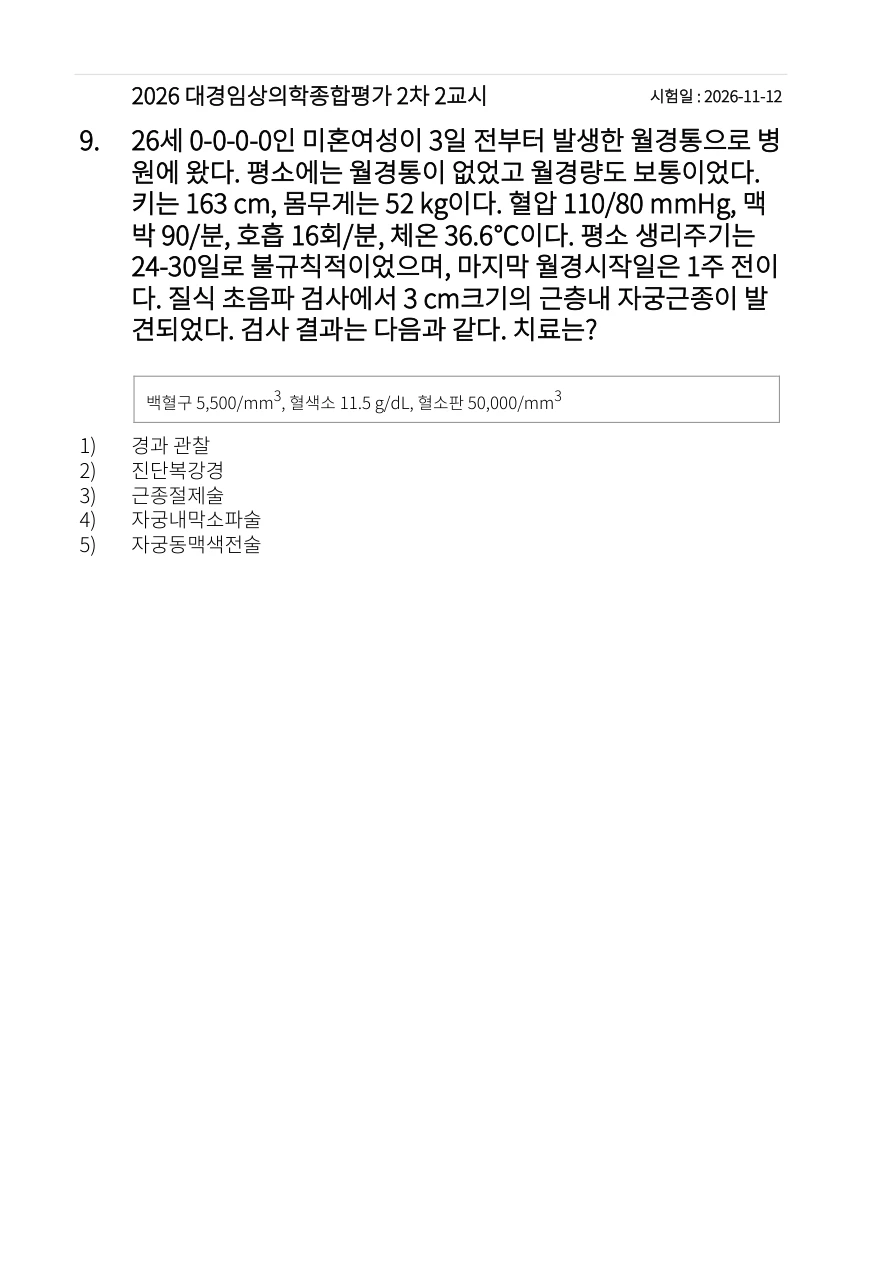 2026 대경임상의학종합평가 2차 2교시
시험일 : 2026-11-12
9. 26세 0-0-0-0인 미혼여성이 3일 전부터 발생한 월경통으로 병
원에 왔다. 평소에는 월경통이 없었고 월경량도 보통이었다.
키는 163 cm, 몸무게는 52 kg이다. 혈압 110/80 mmHg, 맥
박 90/분, 호흡 16회/분, 체온 36.6℃이다. 평소 생리주기는
24-30일로 불규칙적이었으며, 마지막 월경시작일은 1주 전이
다. 질식 초음파 검사에서 3 cm크기의 근층내 자궁근종이 발
견되었다. 검사 결과는 다음과 같다. 치료는?
백혈구 5,500/mm³, 혈색소 11.5 g/dL, 혈소판 50,000/mm³
1) 경과 관찰
2) 진단복강경
3) 근종절제술
4) 자궁내막소파술
5) 자궁동맥색전술